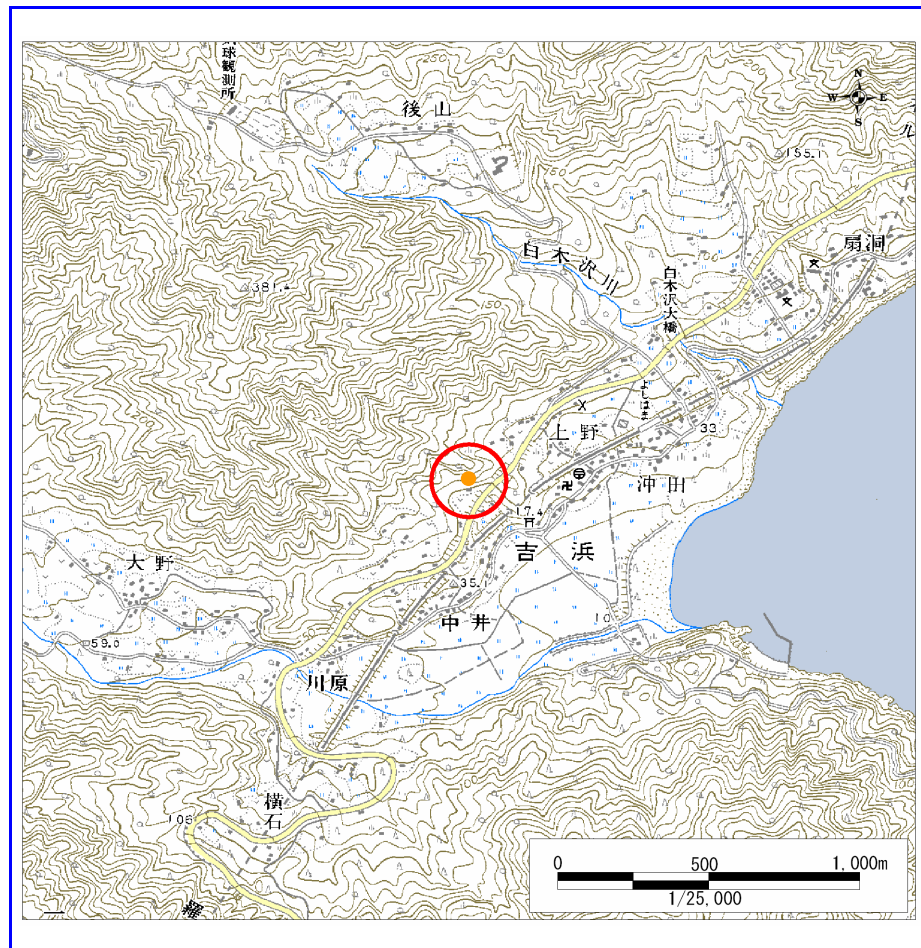 球観測所
後山
N
W E
S
155.1
白木沢川
扇洞
白木沢大橋
381.4
150
よしはま
上野
33
沖田
17.4
吉浜
大野
35.1
中井
10
59.0
川原
横石
106
羅
0 500 1,000m
1/25,000